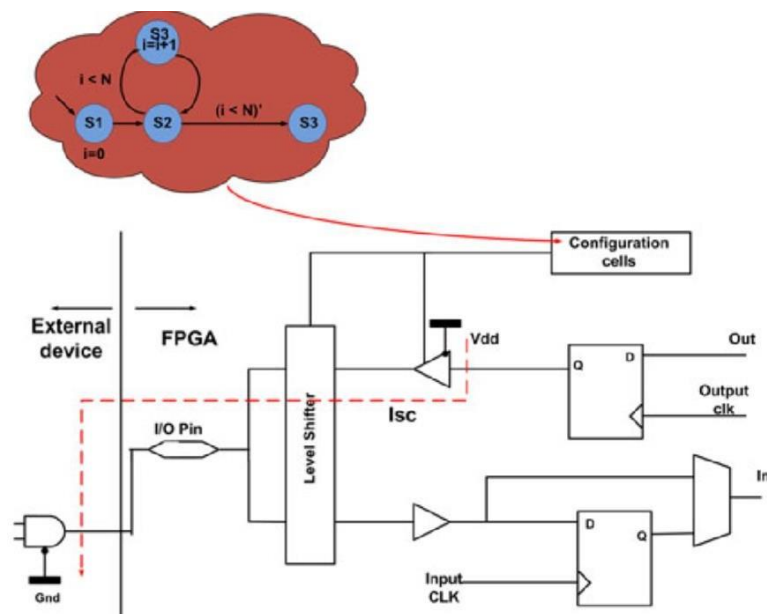 S3
i=i+1
i < N
(i < N)'
S1
S2
S3
i=0
Configuration
cells
External
device
FPGA
Vdd
Out
Q
D
Output
clk
Isc
I/O Pin
Level Shifter
In
D
Q
Input
CLK
Gnd